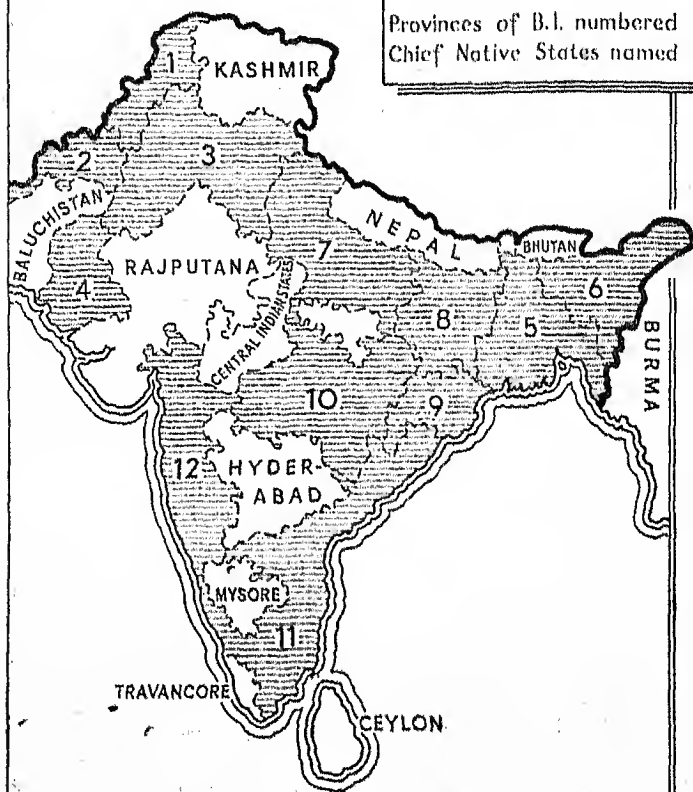 Provinces of B.I. numbered
Chief Native States named
1
KASHMIR
2
3
BALUCHISTAN
NEPAL
BHUTAN
RAJPUTANA
7
6
4
8
5
BURMA
CENTRAL INDIAN STATES
10
9
12
HYDER-
ABAD
MYSORE
11
TRAVANCORE
CEYLON